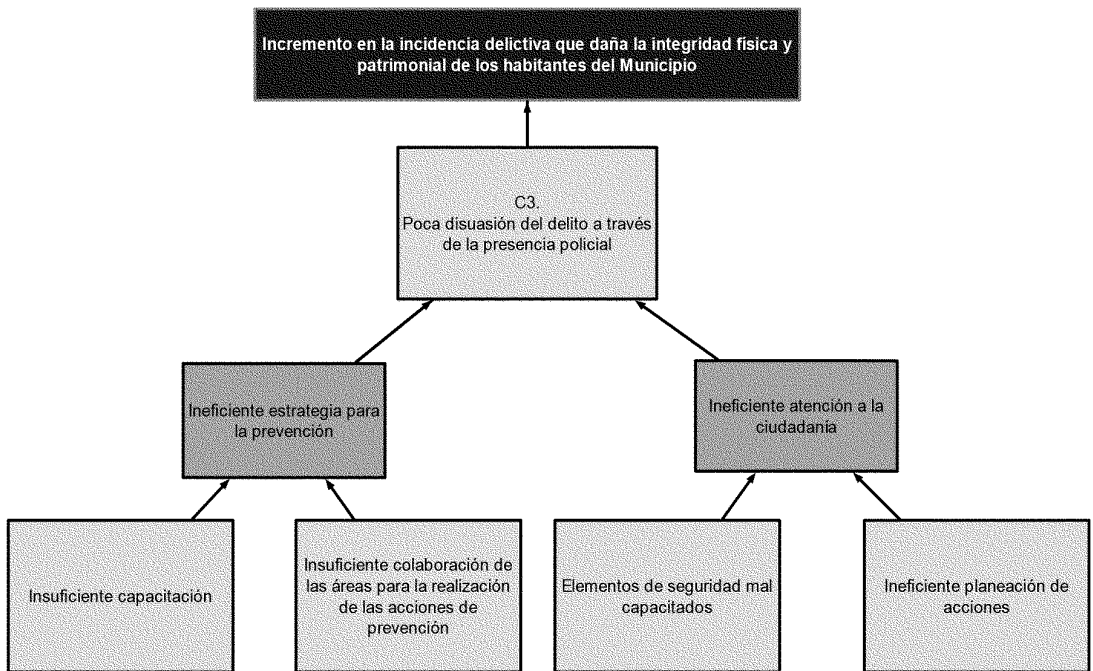 Incremento en la incidencia delictiva que daña la integridad física y
patrimonial de los habitantes del Municipio
C3.
Poca disuasión del delito a través
de la presencia policial
Ineficiente estrategia para
la prevención
Ineficiente atención a la
ciudadanía
Insuficiente capacitación
Insuficiente colaboración de
las áreas para la realización
de las acciones de
prevención
Elementos de seguridad mal
capacitados
Ineficiente planeación de
acciones